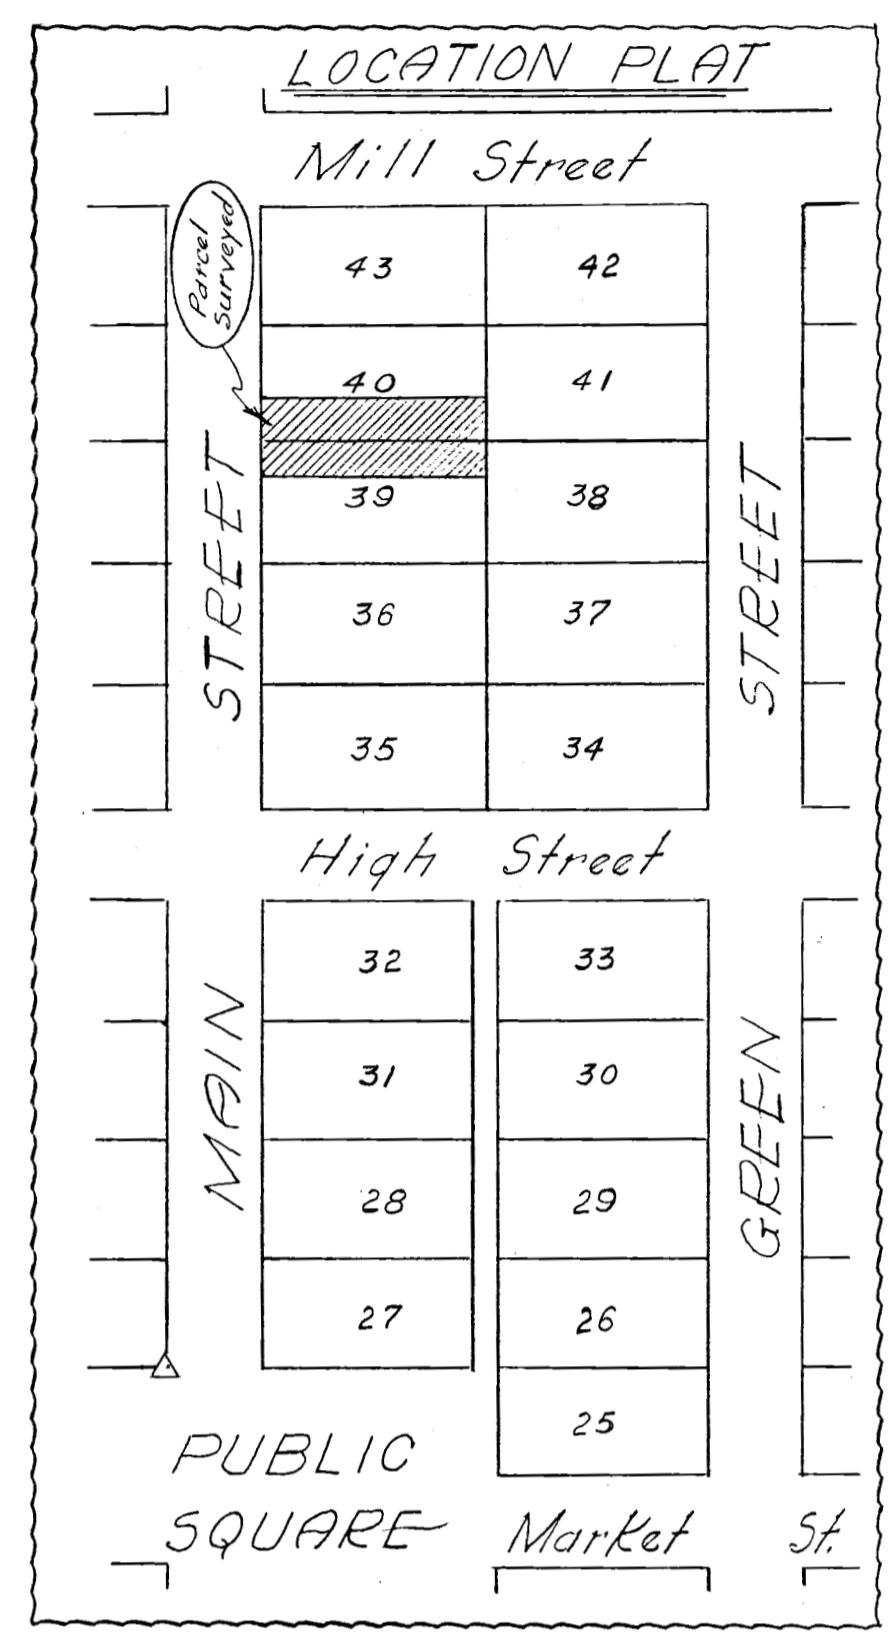 LOCATION PLAT
Mill Street
Parcel
Surveyed
43 42
40 41
39 38
36 37
35 34
MAIN STREET
GREEN STREET
High Street
32 33
31 30
28 29
27 26
25
PUBLIC
SQUARE
Market St.